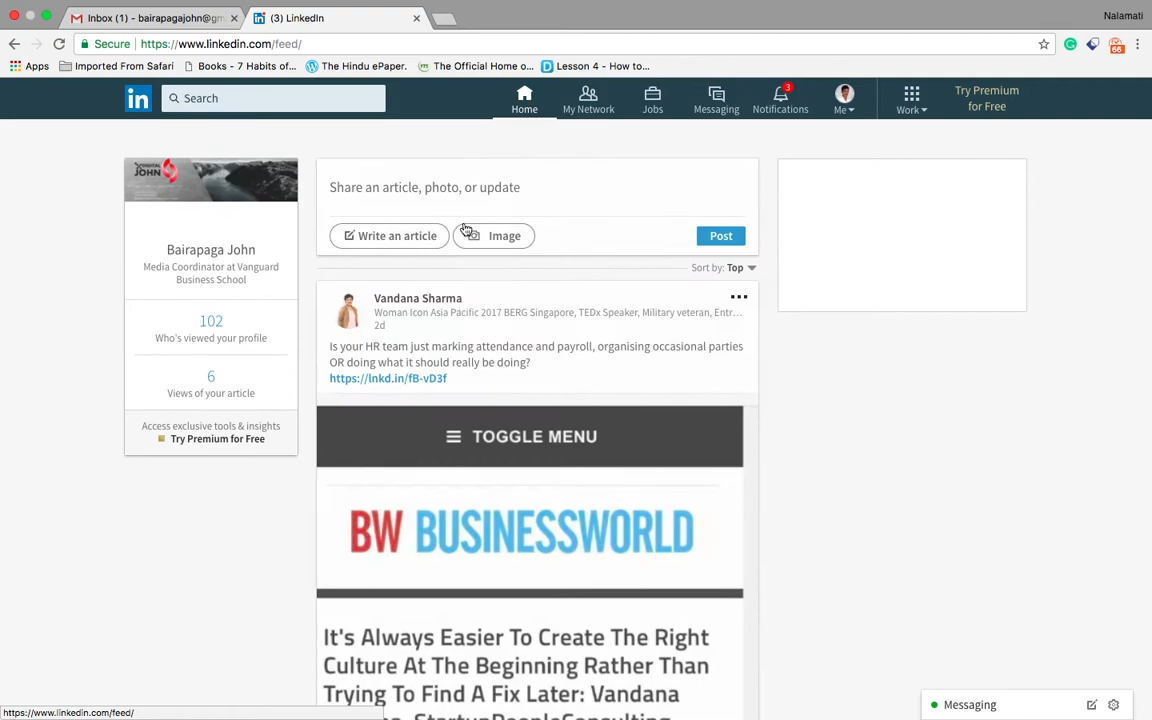 Inbox (1) - bairapagajohn@gm
(3) LinkedIn
Nalamati
Secure
https://www.linkedin.com/feed/
66
Apps
Imported From Safari
Books - 7 Habits of...
The Hindu ePaper.
The Official Home o...
Lesson 4 - How to...
in
Search
Home
My Network
Jobs
Messaging
3
Notifications
Me
Work
Try Premium
for Free
JOHN
Bairapaga John
Media Coordinator at Vanguard
Business School
102
Who's viewed your profile
6
Views of your article
Access exclusive tools & insights
Try Premium for Free
Share an article, photo, or update
Write an article
Image
Post
Sort by: Top
Vandana Sharma
Woman Icon Asia Pacific 2017 BERG Singapore, TEDx Speaker, Military veteran, Entr...
2d
Is your HR team just marking attendance and payroll, organising occasional parties
OR doing what it should really be doing?
https://lnkd.in/fB-vD3f
TOGGLE MENU
BW BUSINESSWORLD
It's Always Easier To Create The Right
Culture At The Beginning Rather Than
Trying To Find A Fix Later: Vandana
StartupPeopleConsulting
Messaging
https://www.linkedin.com/feed/